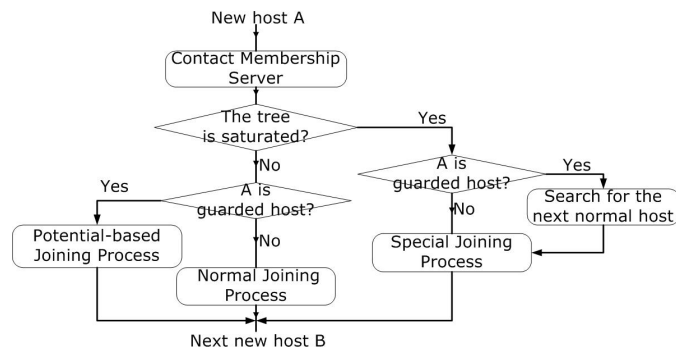 New host A
Contact Membership
Server
The tree
is saturated?
Yes
No
A is
guarded host?
Yes
No
Potential-based
Joining Process
Normal Joining
Process
A is
guarded host?
Yes
No
Search for the
next normal host
Special Joining
Process
Next new host B